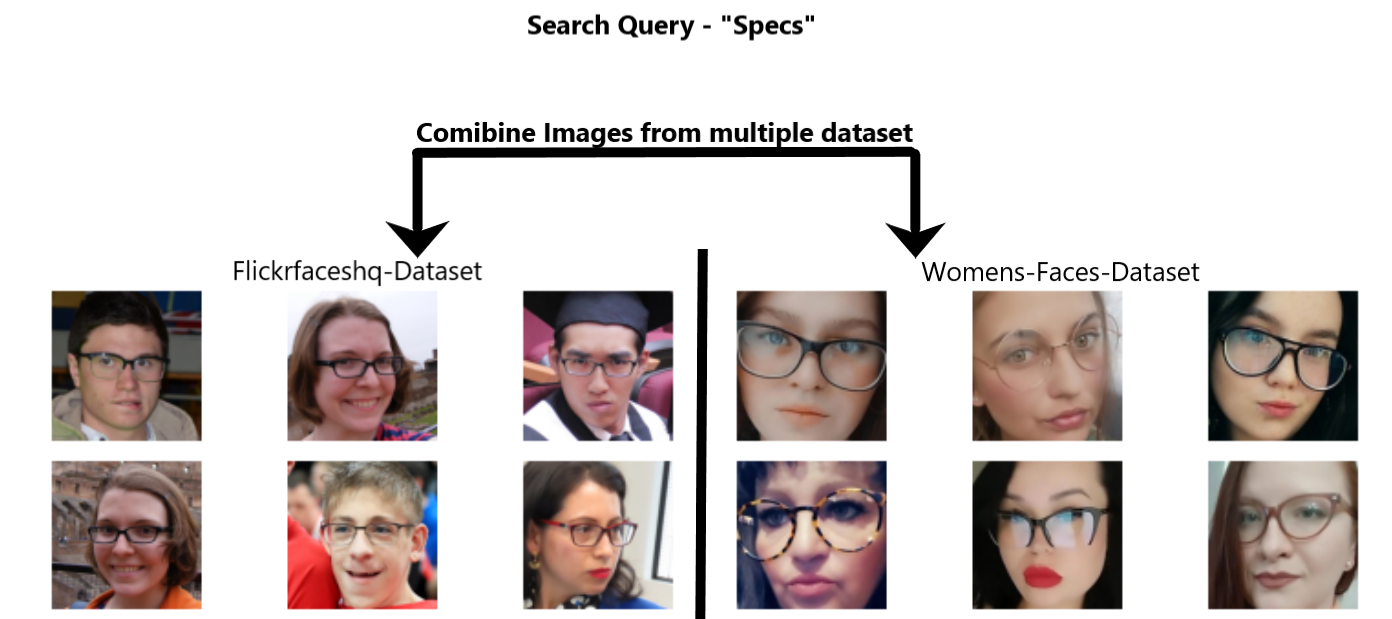 Search Query - "Specs"
Comibine Images from multiple dataset
Flickrfaceshq-Dataset
Womens-Faces-Dataset